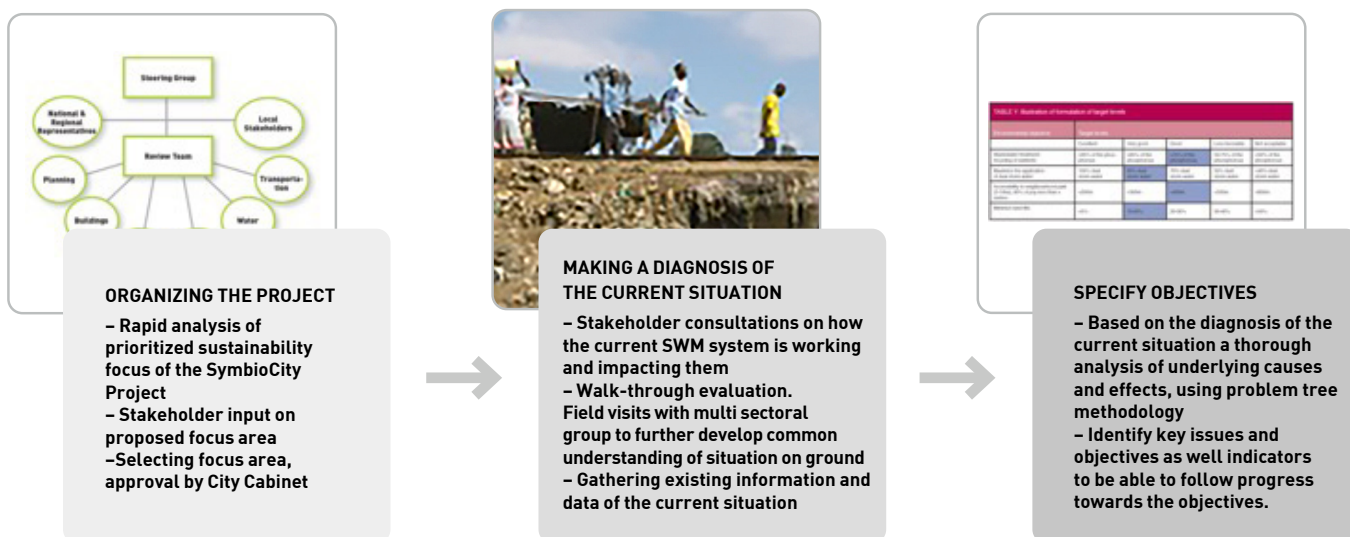 Steering Group
National &
Regional
Representatives
Local
Stakeholders
Review Team
Planning
Transporta-
tion
Buildings
Water
ORGANIZING THE PROJECT
– Rapid analysis of
prioritized sustainability
focus of the SymbioCity
Project
– Stakeholder input on
proposed focus area
–Selecting focus area,
approval by City Cabinet
MAKING A DIAGNOSIS OF
THE CURRENT SITUATION
– Stakeholder consultations on how
the current SWM system is working
and impacting them
– Walk-through evaluation.
Field visits with multi sectoral
group to further develop common
understanding of situation on ground
– Gathering existing information and
data of the current situation
Target levels
SPECIFY OBJECTIVES
– Based on the diagnosis of the
current situation a thorough
analysis of underlying causes
and effects, using problem tree
methodology
– Identify key issues and
objectives as well indicators
to be able to follow progress
towards the objectives.